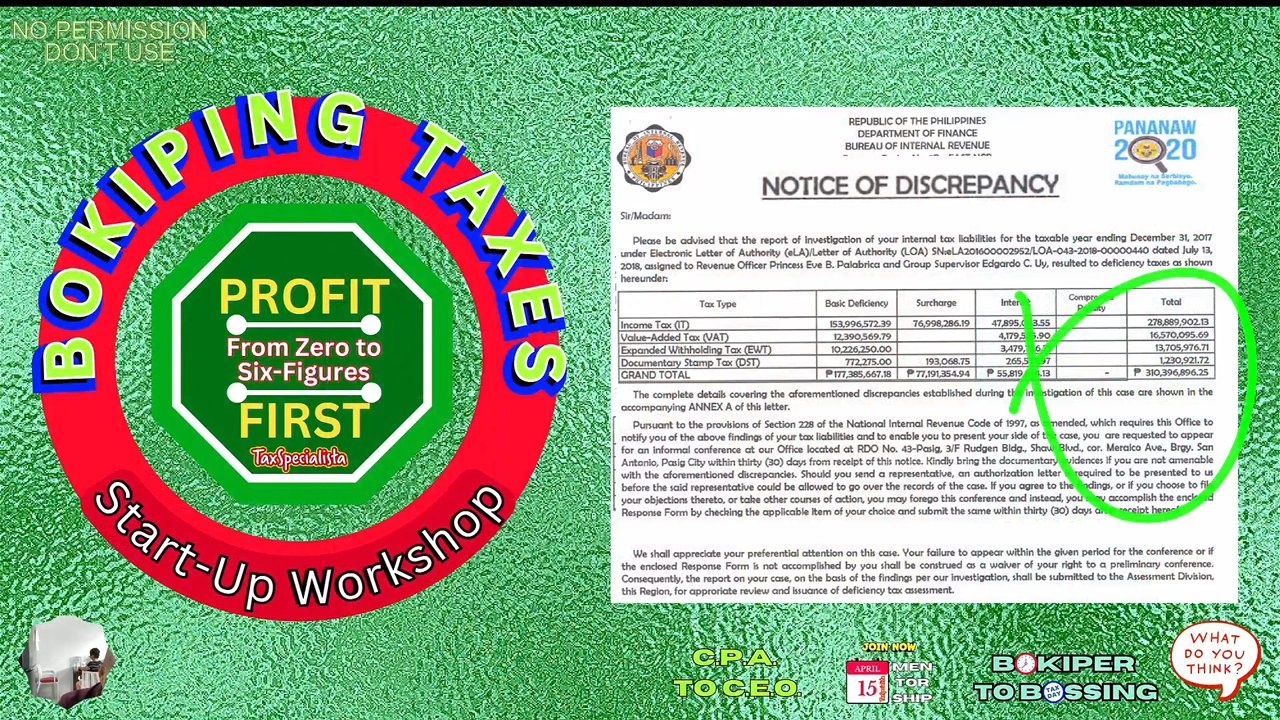 NO PERMISSION
DON'T USE
BOKIPING TAXES
PROFIT
From Zero to
Six-Figures
FIRST
TaxSpecialista
Start-Up Workshop
REPUBLIC OF THE PHILIPPINES
DEPARTMENT OF FINANCE
BUREAU OF INTERNAL REVENUE
PANANAW
2020
Mahusay na Serbisyo,
Ramdam na Pagbabago.
NOTICE OF DISCREPANCY
Sir/Madam:
Please be advised that the report of investigation of your internal tax liabilities for the taxable year ending December 31, 2017
under Electronic Letter of Authority (eLA)/Letter of Authority (LOA) SN:eLA201600002952/LOA-043-2018-00000440 dated July 13,
2018, assigned to Revenue Officer Princess Eve B. Palabrica and Group Supervisor Edgardo C. Uy, resulted to deficiency taxes as shown
hereunder:
Tax Type Basic Deficiency Surcharge Interest Compromise Penalty Total
Income Tax (IT) 153,996,572.39 76,998,286.19 278,889,902.13
Value-Added Tax (VAT) 12,390,569.79 16,570,095.69
Expanded Withholding Tax (EWT) 10,226,250.00 13,705,976.71
Documentary Stamp Tax (DST) 772,275.00 193,068.75 1,230,921.72
GRAND TOTAL ₱177,385,667.18 ₱ 77,191,354.94 - ₱ 310,396,896.25
The complete details covering the aforementioned discrepancies established during the investigation of this case are shown in the
accompanying ANNEX A of this letter.
Pursuant to the provisions of Section 228 of the National Internal Revenue Code of 1997, as amended, which requires this Office to
notify you of the above findings of your tax liabilities and to enable you to present your side of the case, you are requested to appear
for an informal conference at our Office located at RDO No. 43-Pasig, 3/F Rudgen Bldg., Shaw Blvd., cor. Meralco Ave., Brgy. San
Antonio, Pasig City within thirty (30) days from receipt of this notice. Kindly bring the documentary evidences if you are not amenable
with the aforementioned discrepancies. Should you send a representative, an authorization letter is required to be presented to us
before the said representative could be allowed to go over the records of the case. If you agree to the findings, or if you choose to file
your objections thereto, or take other courses of action, you may forego this conference and instead, you may accomplish the enclosed
Response Form by checking the applicable item of your choice and submit the same within thirty (30) days after receipt hereof.
We shall appreciate your preferential attention on this case. Your failure to appear within the given period for the conference or if
the enclosed Response Form is not accomplished by you shall be construed as a waiver of your right to a preliminary conference.
Consequently, the report on your case, on the basis of the findings per our investigation, shall be submitted to the Assessment Division,
this Region, for appropriate review and issuance of deficiency tax assessment.
C.P.A.
TO C.E.O.
JOIN NOW
APRIL
15
MEN
TOR
SHIP
BOKIPER
TO BOSSING
TAX
DAY
WHAT
DO YOU
THINK?